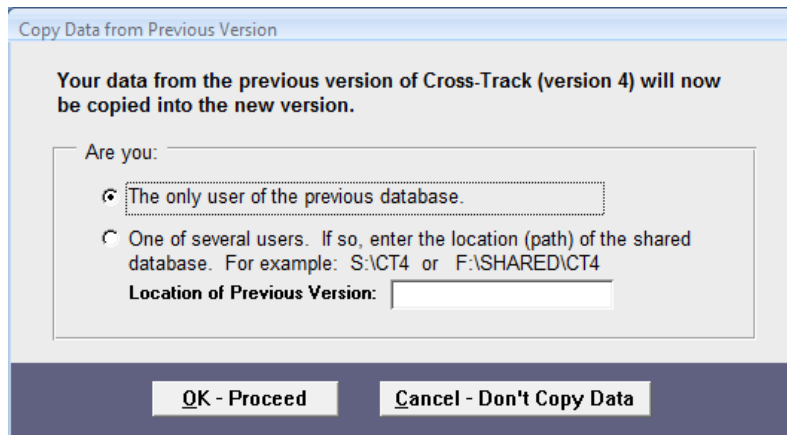 Copy Data from Previous Version
Your data from the previous version of Cross-Track (version 4) will now
be copied into the new version.
Are you:
The only user of the previous database.
One of several users.  If so, enter the location (path) of the shared
database.  For example:  S:\CT4  or   F:\SHARED\CT4
Location of Previous Version:
OK - Proceed
Cancel - Don't Copy Data